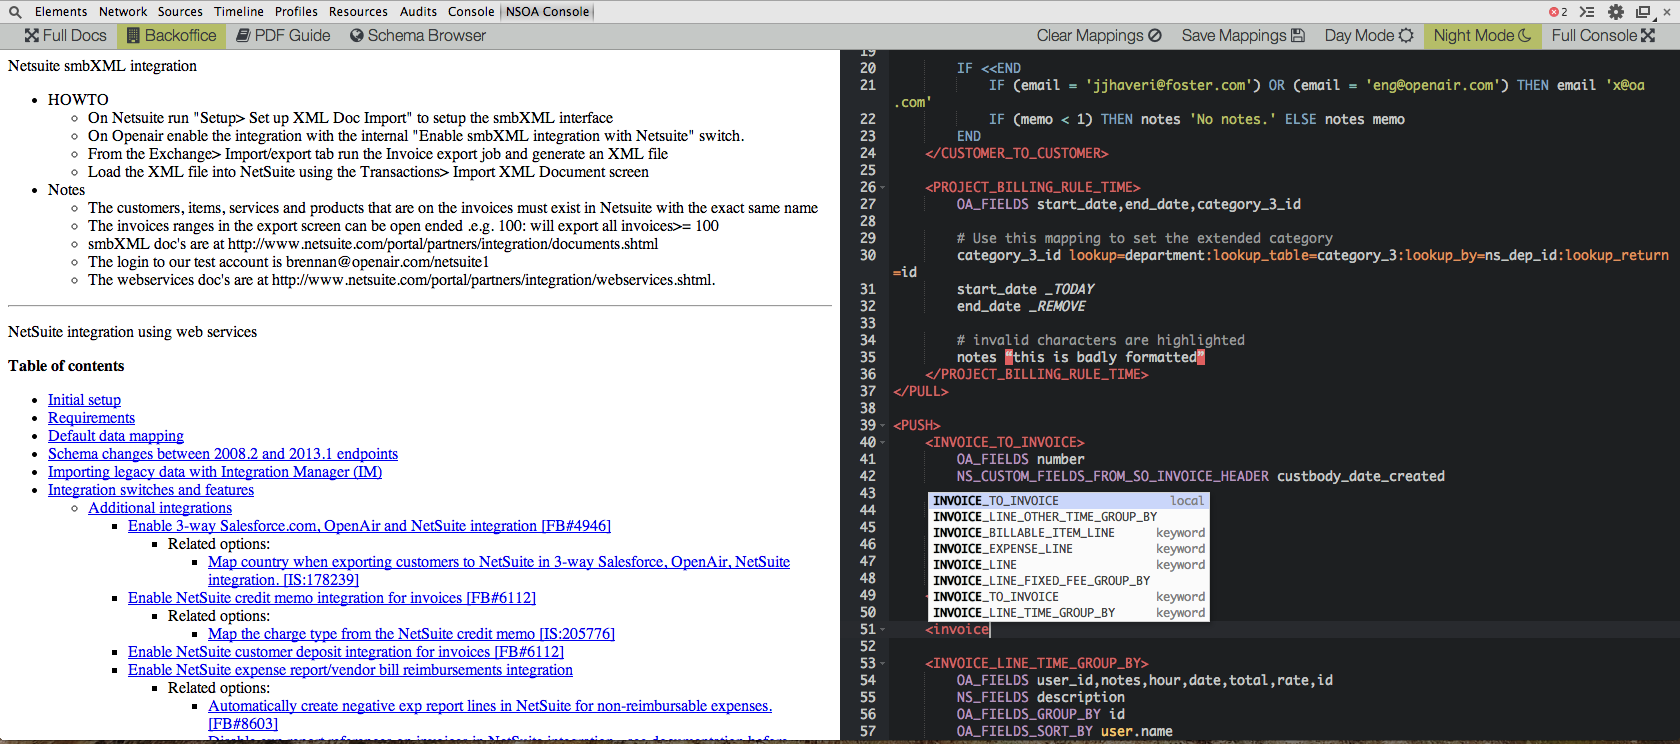 Elements Network Sources Timeline Profiles Resources Audits Console NSOA Console 2
Full Docs Backoffice PDF Guide Schema Browser Clear Mappings Save Mappings Day Mode Night Mode Full Console
Netsuite smbXML integration
HOWTO
On Netsuite run "Setup> Set up XML Doc Import" to setup the smbXML interface
On Openair enable the integration with the internal "Enable smbXML integration with Netsuite" switch.
From the Exchange> Import/export tab run the Invoice export job and generate an XML file
Load the XML file into NetSuite using the Transactions> Import XML Document screen
Notes
The customers, items, services and products that are on the invoices must exist in Netsuite with the exact same name
The invoices ranges in the export screen can be open ended .e.g. 100: will export all invoices>= 100
smbXML doc's are at http://www.netsuite.com/portal/partners/integration/documents.shtml
The login to our test account is brennan@openair.com/netsuite1
The webservices doc's are at http://www.netsuite.com/portal/partners/integration/webservices.shtml.
NetSuite integration using web services
Table of contents
Initial setup
Requirements
Default data mapping
Schema changes between 2008.2 and 2013.1 endpoints
Importing legacy data with Integration Manager (IM)
Integration switches and features
Additional integrations
Enable 3-way Salesforce.com, OpenAir and NetSuite integration [FB#4946]
Related options:
Map country when exporting customers to NetSuite in 3-way Salesforce, OpenAir, NetSuite
integration. [IS:178239]
Enable NetSuite credit memo integration for invoices [FB#6112]
Related options:
Map the charge type from the NetSuite credit memo [IS:205776]
Enable NetSuite customer deposit integration for invoices [FB#6112]
Enable NetSuite expense report/vendor bill reimbursements integration
Related options:
Automatically create negative exp report lines in NetSuite for non-reimbursable expenses.
[FB#8603]
19
20 IF <<END
21 IF (email = 'jjhaveri@foster.com') OR (email = 'eng@openair.com') THEN email 'x@oa
.com'
22 IF (memo < 1) THEN notes 'No notes.' ELSE notes memo
23 END
24 </CUSTOMER_TO_CUSTOMER>
25
26 <PROJECT_BILLING_RULE_TIME>
27 OA_FIELDS start_date,end_date,category_3_id
28
29 # Use this mapping to set the extended category
30 category_3_id lookup=department:lookup_table=category_3:lookup_by=ns_dep_id:lookup_return
=id
31 start_date _TODAY
32 end_date _REMOVE
33
34 # invalid characters are highlighted
35 notes “this is badly formatted”
36 </PROJECT_BILLING_RULE_TIME>
37 </PULL>
38
39 <PUSH>
40 <INVOICE_TO_INVOICE>
41 OA_FIELDS number
42 NS_CUSTOM_FIELDS_FROM_SO_INVOICE_HEADER custbody_date_created
43
44
45
46
47
48
49
50
INVOICE_TO_INVOICE local
INVOICE_LINE_OTHER_TIME_GROUP_BY
INVOICE_BILLABLE_ITEM_LINE keyword
INVOICE_EXPENSE_LINE keyword
INVOICE_LINE keyword
INVOICE_LINE_FIXED_FEE_GROUP_BY
INVOICE_TO_INVOICE keyword
INVOICE_LINE_TIME_GROUP_BY keyword
51 <invoice
52
53 <INVOICE_LINE_TIME_GROUP_BY>
54 OA_FIELDS user_id,notes,hour,date,total,rate,id
55 NS_FIELDS description
56 OA_FIELDS_GROUP_BY id
57 OA_FIELDS_SORT_BY user.name